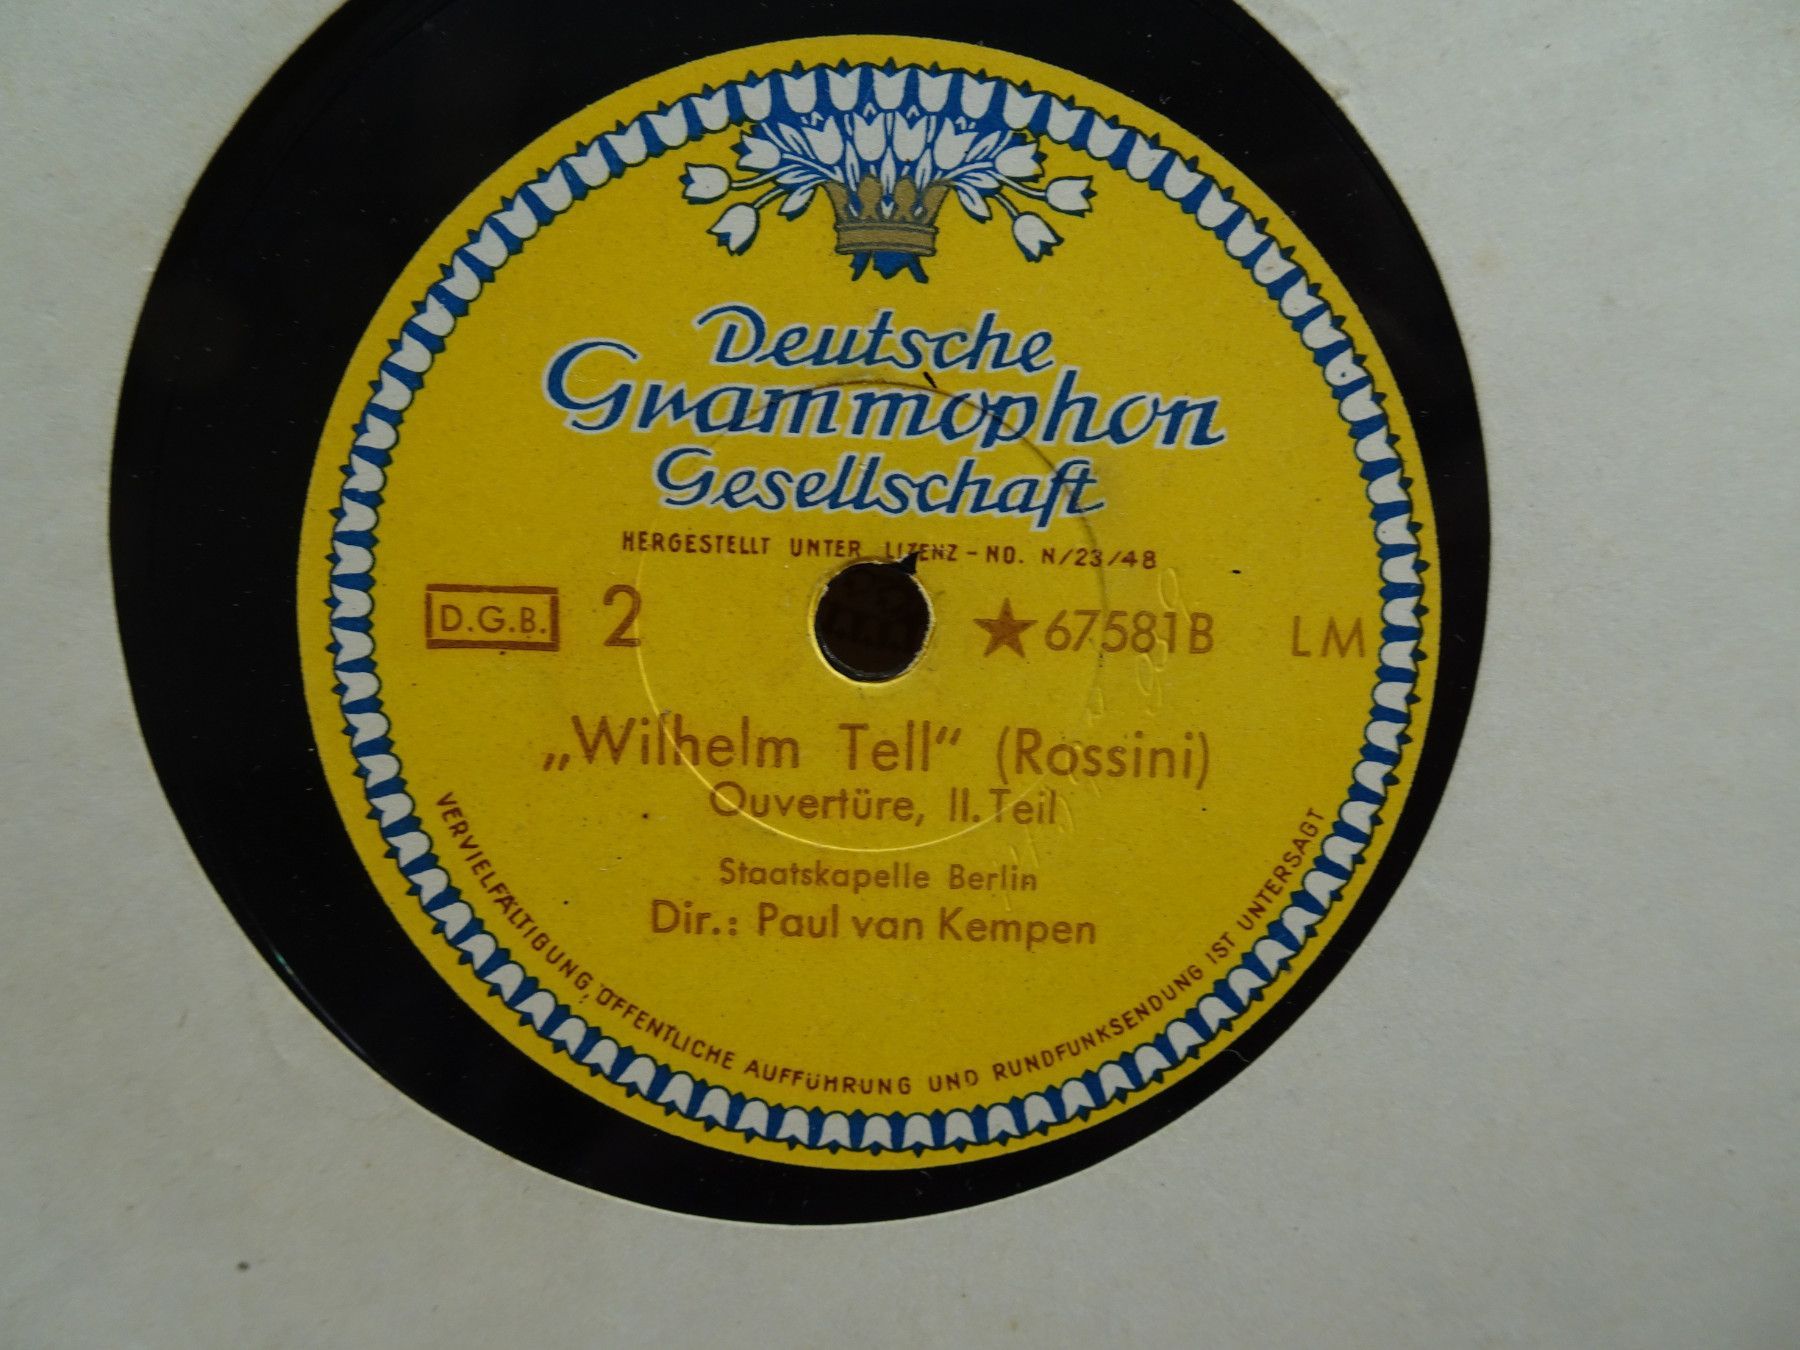 Deutsche
Grammophon
Gesellschaft
HERGESTELLT UNTER LIZENZ - NO. N/23/48
D.G.B. 2 ★ 67581 B LM
„Wilhelm Tell“ (Rossini)
Ouvertüre, II. Teil
Staatskapelle Berlin
Dir.: Paul van Kempen
VERVIELFÄLTIGUNG, ÖFFENTLICHE AUFFÜHRUNG UND RUNDFUNKSENDUNG IST UNTERSAGT